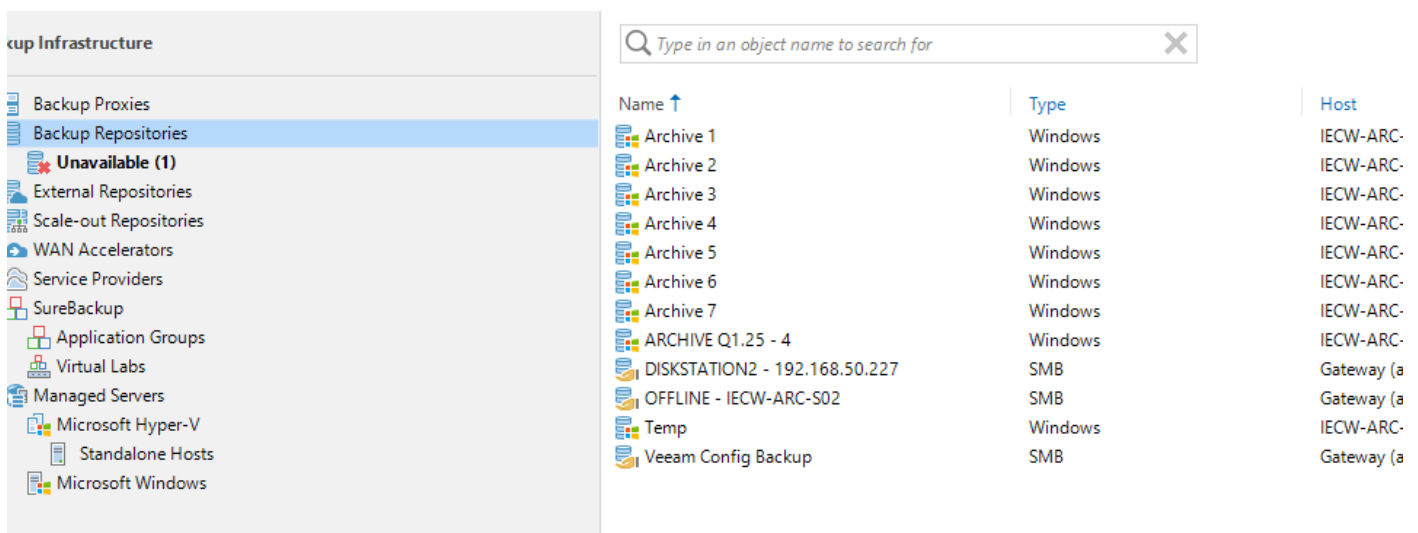 kup Infrastructure
Backup Proxies
Backup Repositories
Unavailable (1)
External Repositories
Scale-out Repositories
WAN Accelerators
Service Providers
SureBackup
Application Groups
Virtual Labs
Managed Servers
Microsoft Hyper-V
Standalone Hosts
Microsoft Windows
Type in an object name to search for
Name Type Host
Archive 1 Windows IECW-ARC-
Archive 2 Windows IECW-ARC-
Archive 3 Windows IECW-ARC-
Archive 4 Windows IECW-ARC-
Archive 5 Windows IECW-ARC-
Archive 6 Windows IECW-ARC-
Archive 7 Windows IECW-ARC-
ARCHIVE Q1.25 - 4 Windows IECW-ARC-
DISKSTATION2 - 192.168.50.227 SMB Gateway (a
OFFLINE - IECW-ARC-S02 SMB Gateway (a
Temp Windows IECW-ARC-
Veeam Config Backup SMB Gateway (a